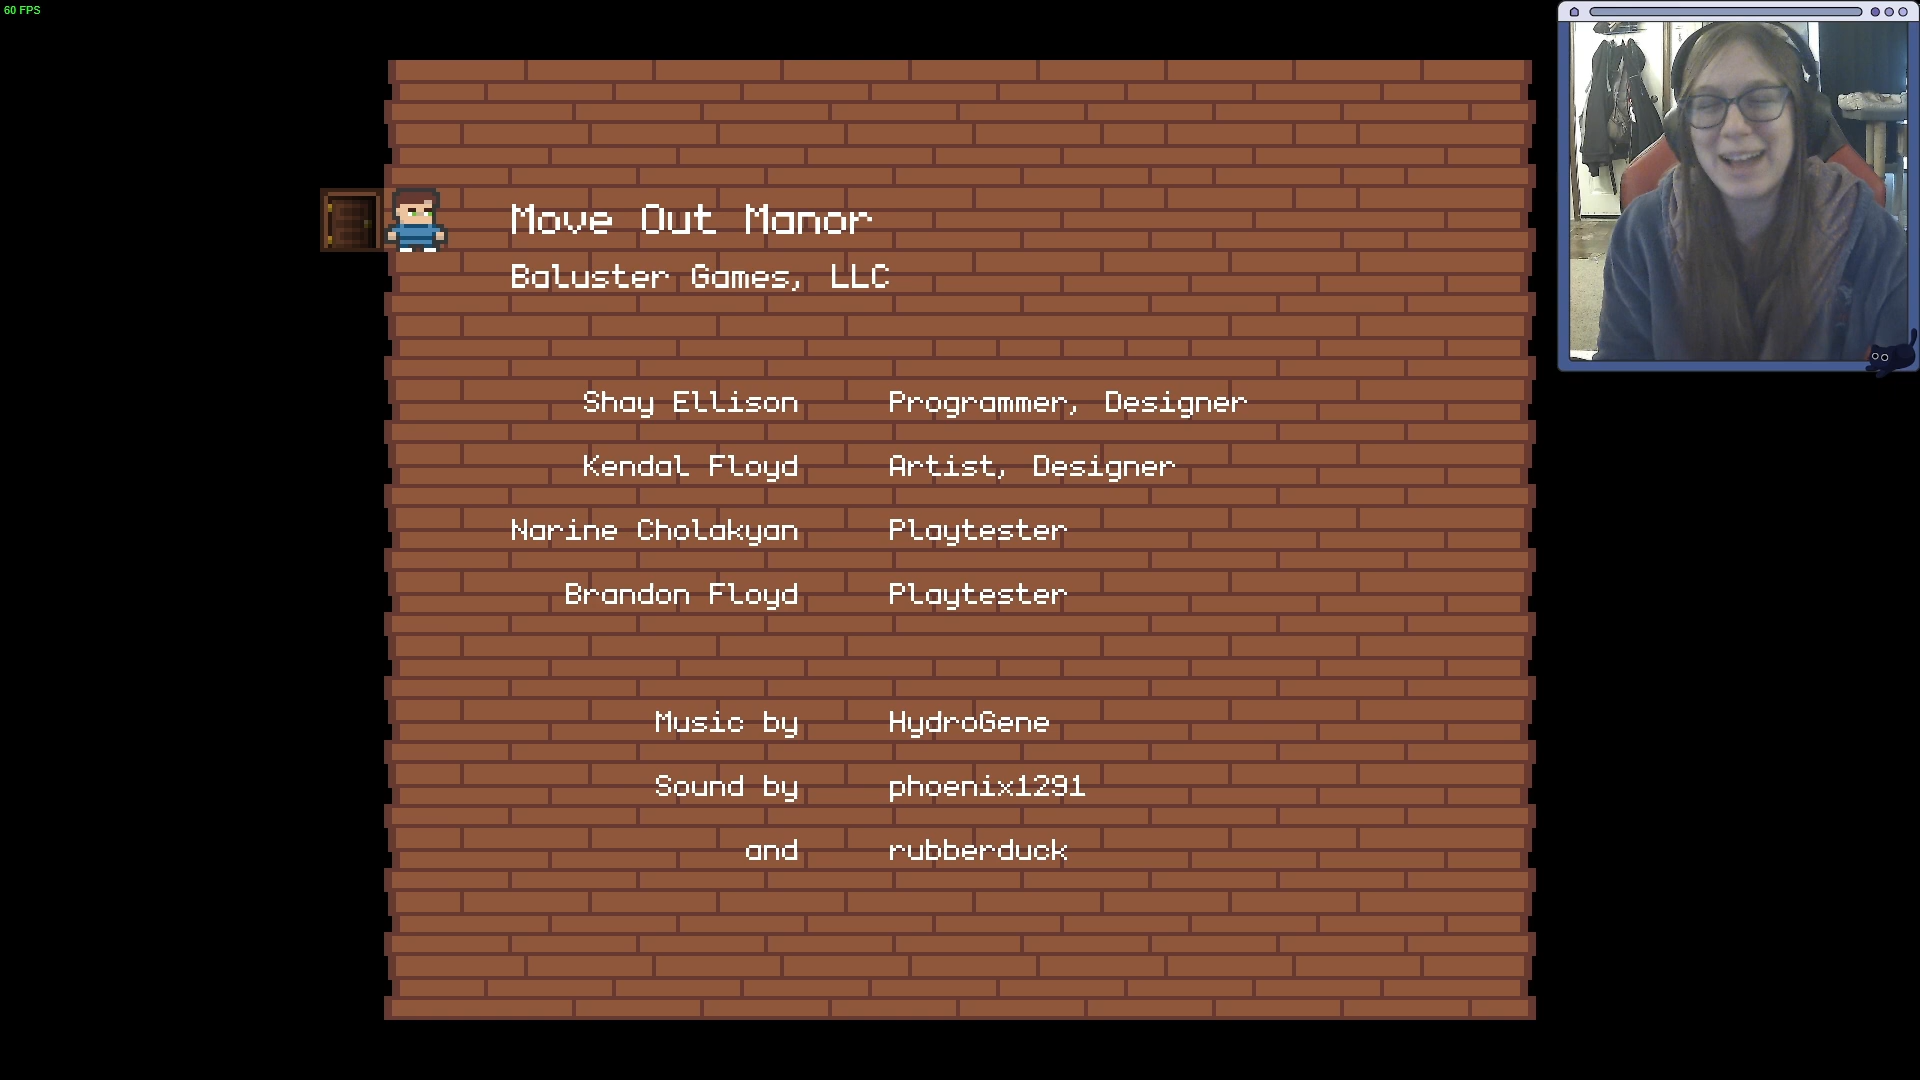 60 FPS
Move Out Manor
Baluster Games, LLC
Shay Ellison Programmer, Designer
Kendal Floyd Artist, Designer
Narine Cholakyan Playtester
Brandon Floyd Playtester
Music by HydroGene
Sound by phoenix1291
and rubberduck